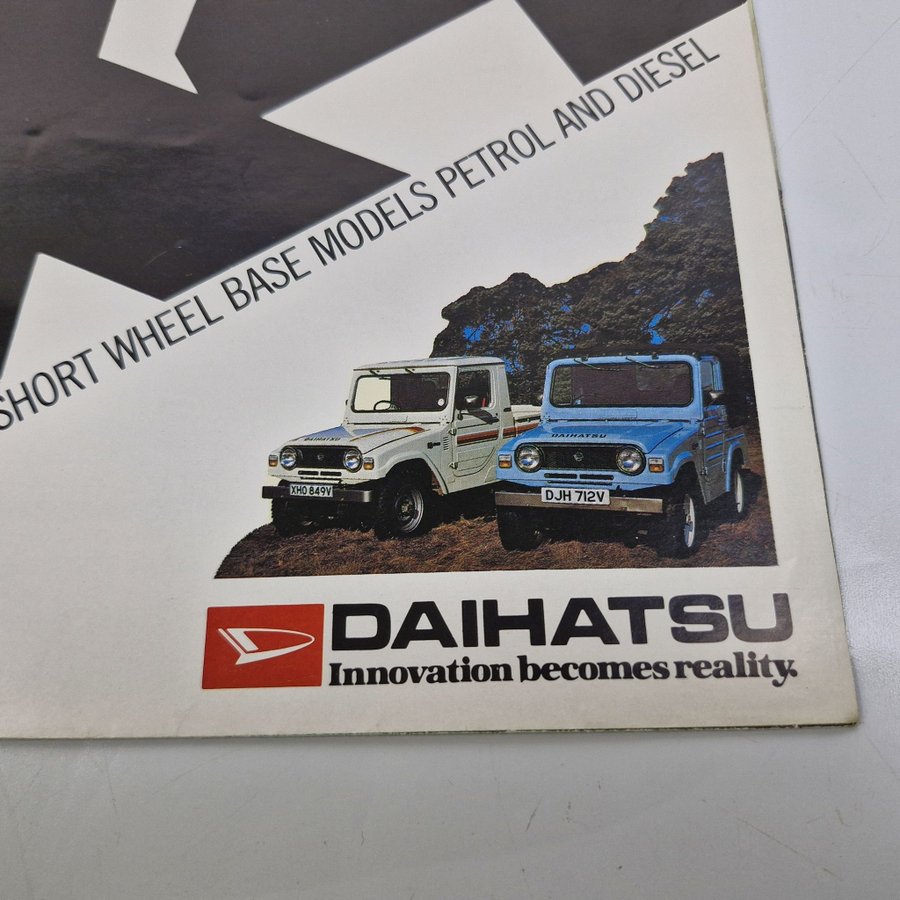 SHORT WHEEL BASE MODELS PETROL AND DIESEL
DAIHATSU
DAIHATSU
XHO 849V
DJH 712V
DAIHATSU
Innovation becomes reality.